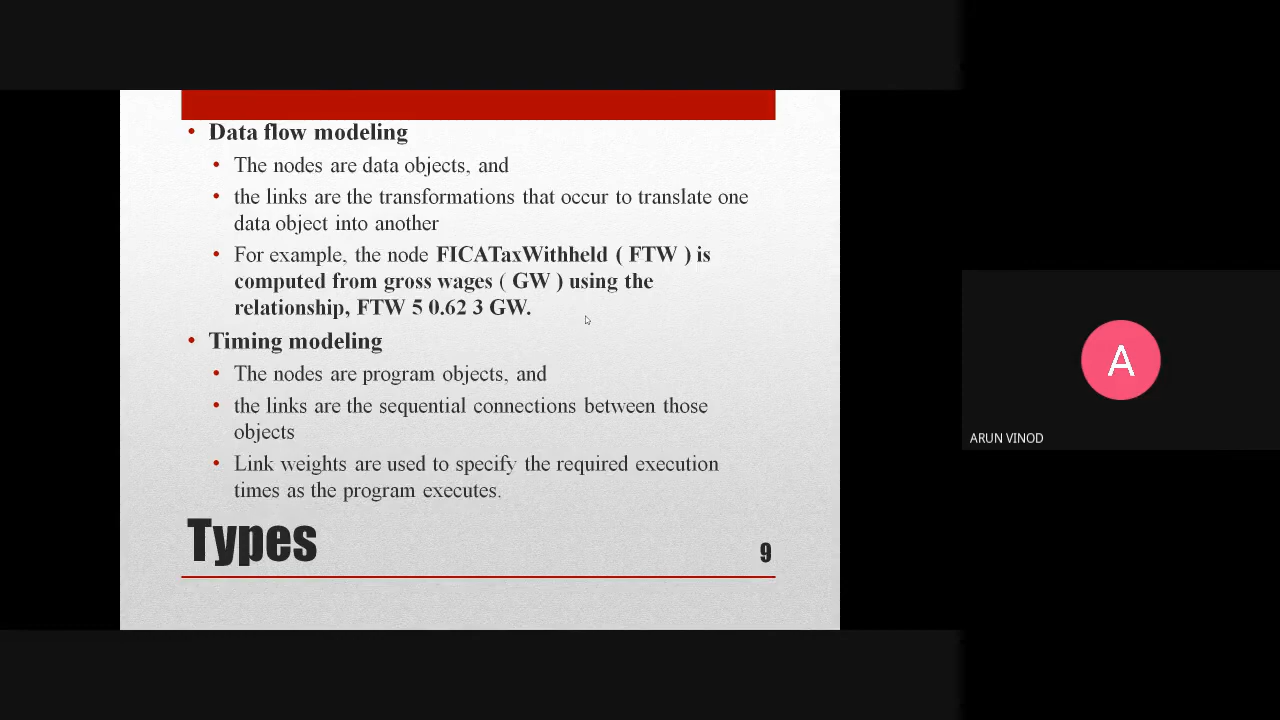 • Data flow modeling
• The nodes are data objects, and
• the links are the transformations that occur to translate one
data object into another
• For example, the node FICATaxWithheld ( FTW ) is
computed from gross wages ( GW ) using the
relationship, FTW 5 0.62 3 GW.
• Timing modeling
• The nodes are program objects, and
• the links are the sequential connections between those
objects
• Link weights are used to specify the required execution
times as the program executes.
Types
9
A
ARUN VINOD